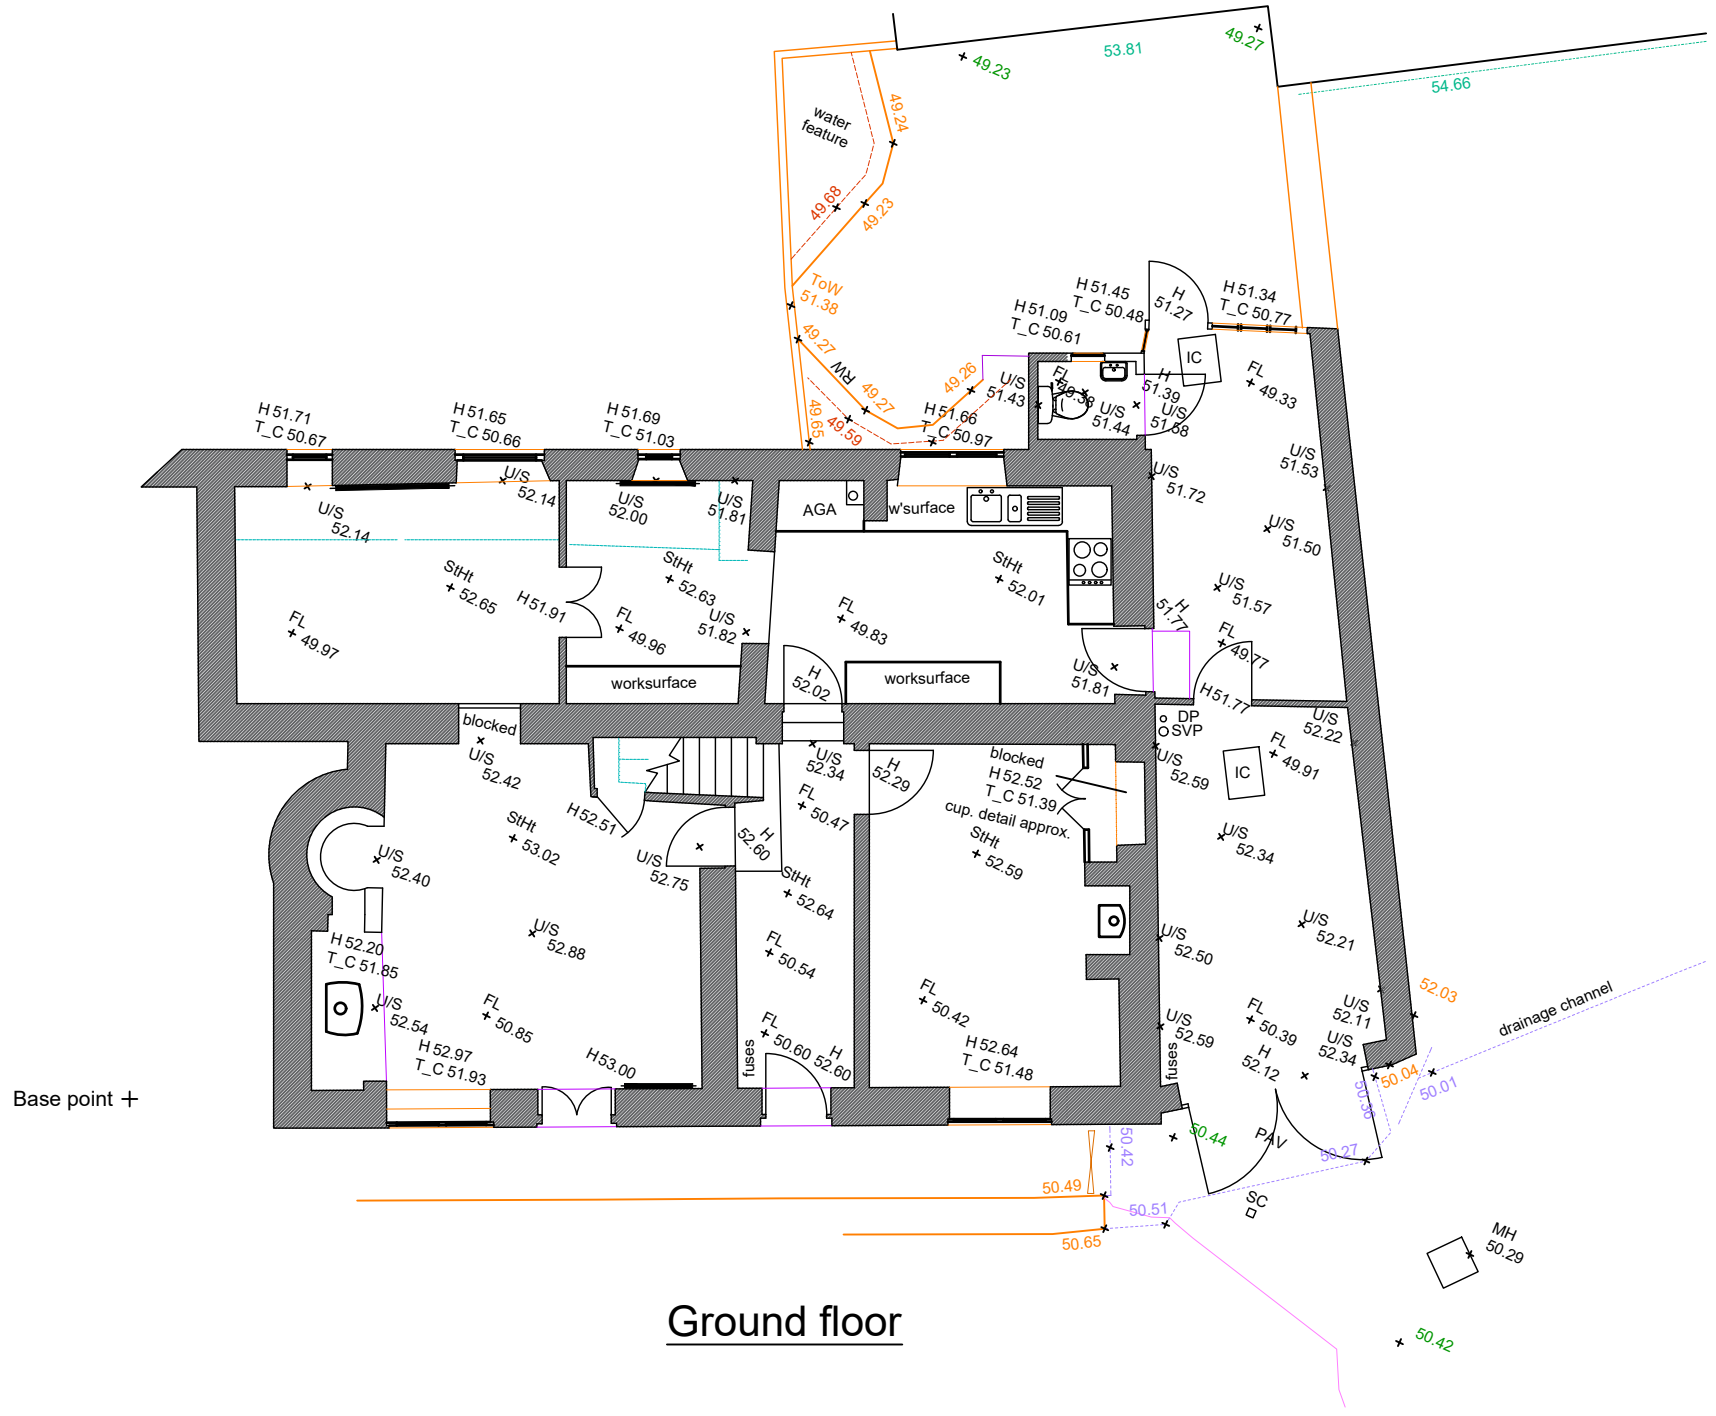 53.81
49.27
49.23
54.66
water
feature
49.24
49.68
49.23
ToW
51.38
49.27
RW
49.27
49.26
49.65
49.59
H 51.45
T_C 50.48
H
51.27
H 51.34
T_C 50.77
H 51.09
T_C 50.61
IC
FL
49.33
FL
49.38
H
51.39
U/S
51.43
U/S
51.44
U/S
51.58
H 51.71
T_C 50.67
H 51.65
T_C 50.66
H 51.69
T_C 51.03
H 51.66
T_C 50.97
U/S
51.53
U/S
51.72
U/S
52.14
U/S
52.14
U/S
52.00
U/S
51.81
AGA
w'surface
U/S
51.50
StHt
52.65
StHt
52.63
StHt
52.01
U/S
51.57
H 51.91
FL
49.97
FL
49.96
U/S
51.82
FL
49.83
H
51.77
FL
49.77
worksurface
H
52.02
worksurface
U/S
51.81
H 51.77
blocked
DP
SVP
U/S
52.22
U/S
52.42
U/S
52.34
H
52.29
blocked
H 52.52
T_C 51.39
cup. detail approx.
U/S
52.59
FL
49.91
IC
H 52.51
FL
50.47
StHt
53.02
H
52.60
StHt
52.59
U/S
52.34
U/S
52.40
U/S
52.75
StHt
52.64
U/S
52.88
H 52.20
T_C 51.85
FL
50.54
U/S
52.50
U/S
52.21
U/S
52.54
FL
50.85
FL
50.42
FL
50.60
fuses
H
52.60
U/S
52.59
fuses
FL
50.39
U/S
52.11
U/S
52.34
52.03
drainage channel
H 52.97
T_C 51.93
H 53.00
H 52.64
T_C 51.48
H
52.12
50.04
50.01
50.36
Base point
50.42
50.44
PAV
50.27
50.49
50.51
SC
50.65
MH
50.29
Ground floor
50.42